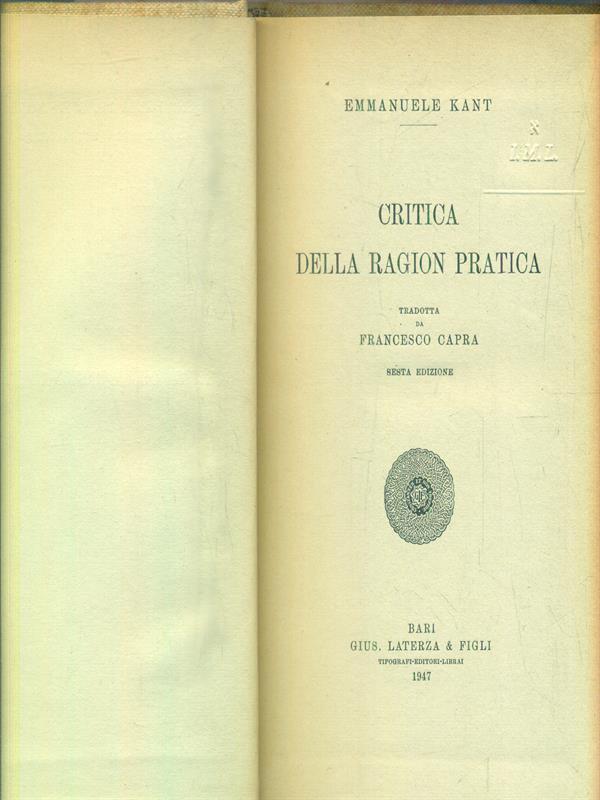 EMMANUELE KANT
CRITICA
DELLA RAGION PRATICA
TRADOTTA
DA
FRANCESCO CAPRA
SESTA EDIZIONE
BARI
GIUS. LATERZA & FIGLI
TIPOGRAFI-EDITORI-LIBRAI
1947